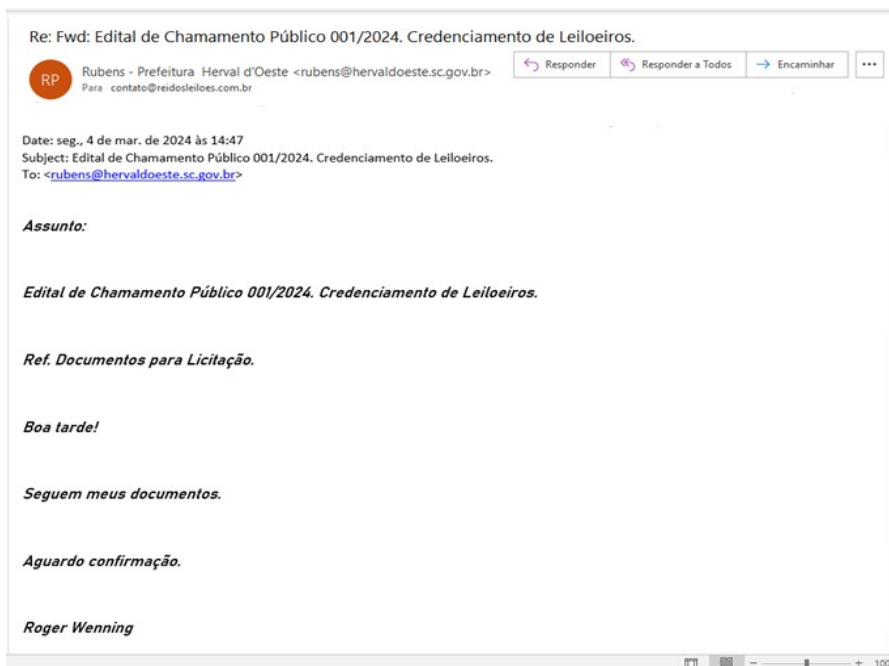 Re: Fwd: Edital de Chamamento Público 001/2024. Credenciamento de Leiloeiros.
RP
Rubens - Prefeitura Herval d'Oeste <rubens@hervaldoeste.sc.gov.br>
Para contato@reidosleiloes.com.br
Responder
Responder a Todos
Encaminhar
Date: seg., 4 de mar. de 2024 às 14:47
Subject: Edital de Chamamento Público 001/2024. Credenciamento de Leiloeiros.
To: <rubens@hervaldoeste.sc.gov.br>
Assunto:
Edital de Chamamento Público 001/2024. Credenciamento de Leiloeiros.
Ref. Documentos para Licitação.
Boa tarde!
Seguem meus documentos.
Aguardo confirmação.
Roger Wenning